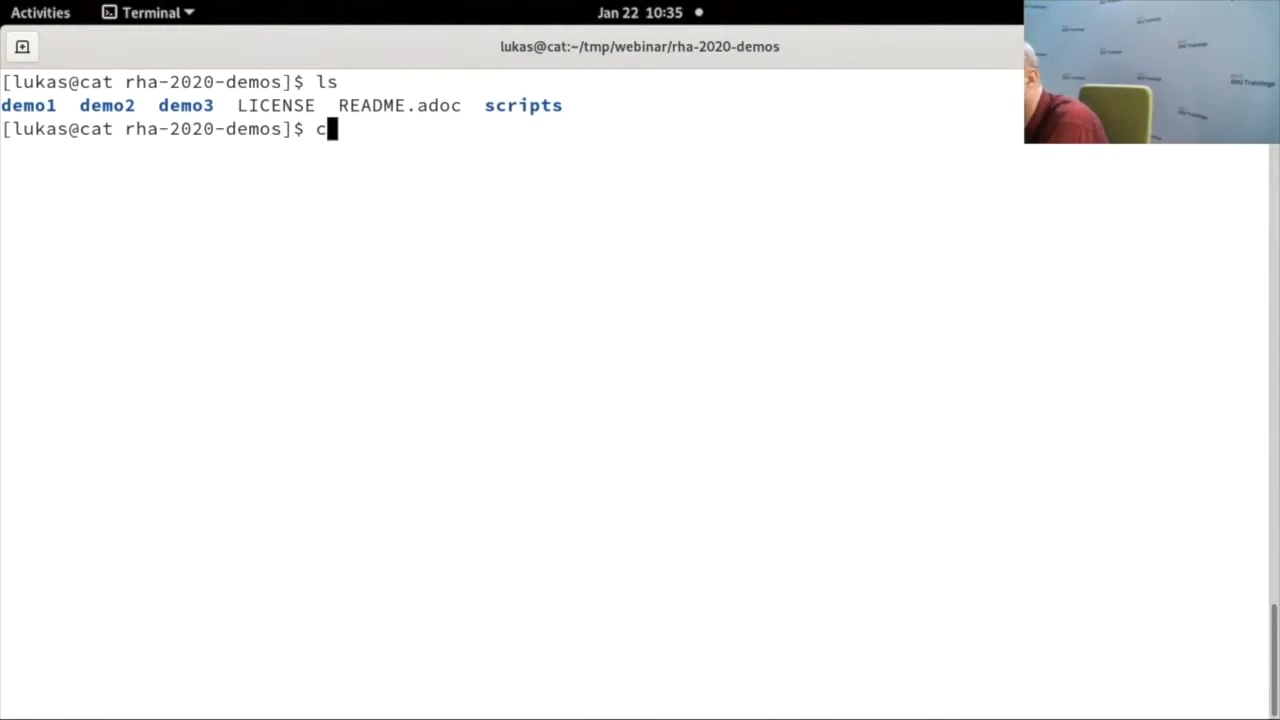 Activities Terminal Jan 22 10:35
lukas@cat:~/tmp/webinar/rha-2020-demos
[lukas@cat rha-2020-demos]$ ls
demo1 demo2 demo3 LICENSE README.adoc scripts
[lukas@cat rha-2020-demos]$ c